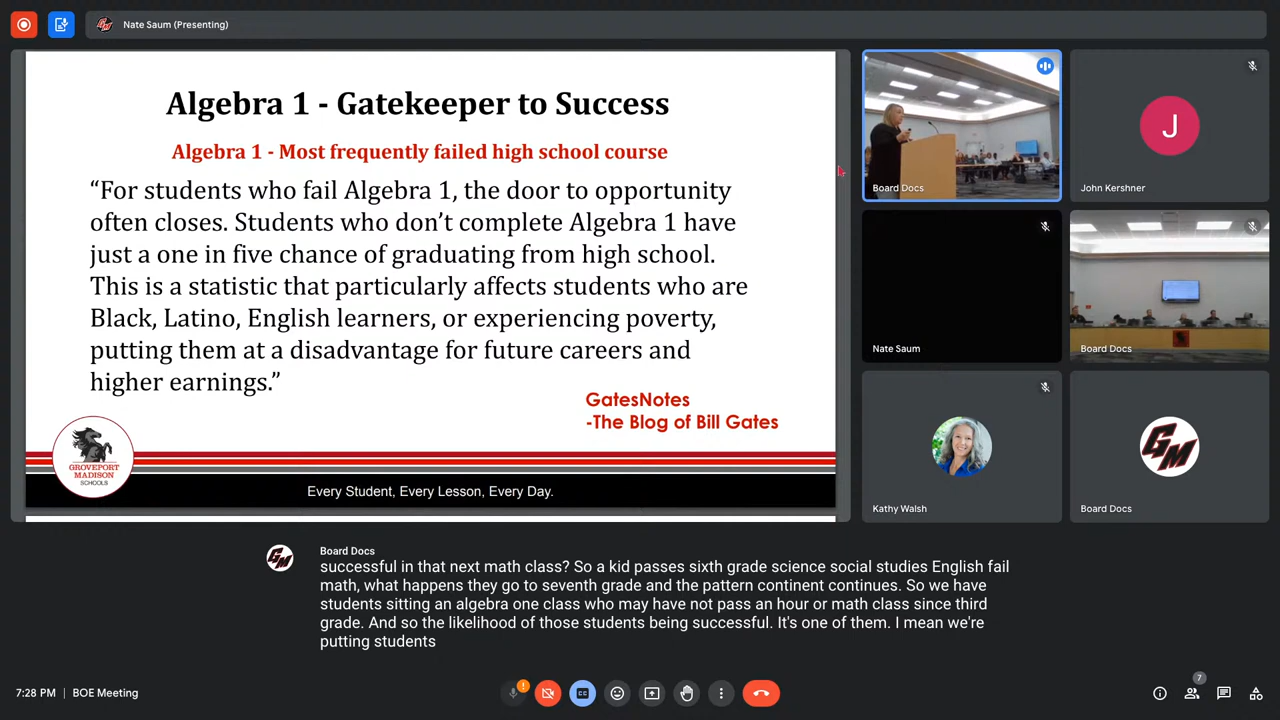 Nate Saum (Presenting)
Algebra 1 - Gatekeeper to Success
Algebra 1 - Most frequently failed high school course
“For students who fail Algebra 1, the door to opportunity
often closes. Students who don’t complete Algebra 1 have
just a one in five chance of graduating from high school.
This is a statistic that particularly affects students who are
Black, Latino, English learners, or experiencing poverty,
putting them at a disadvantage for future careers and
higher earnings.”
GatesNotes
-The Blog of Bill Gates
GROVEPORT
MADISON
SCHOOLS
Every Student, Every Lesson, Every Day.
Board Docs
J
John Kershner
Nate Saum
Board Docs
Kathy Walsh
GM
Board Docs
Board Docs
successful in that next math class? So a kid passes sixth grade science social studies English fail
math, what happens they go to seventh grade and the pattern continent continues. So we have
students sitting an algebra one class who may have not pass an hour or math class since third
grade. And so the likelihood of those students being successful. It's one of them. I mean we're
putting students
7:28 PM | BOE Meeting
CC
7